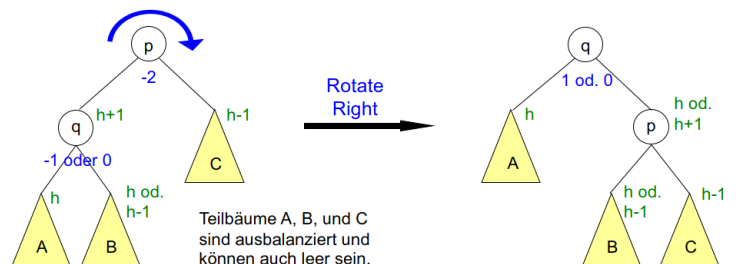 p
-2
q
h+1
-1 oder 0
h
h od.
h-1
A
B
h-1
C
Rotate
Right
Teilbäume A, B, und C
sind ausbalanziert und
können auch leer sein.
q
1 od. 0
h
A
h od.
h+1
p
h od.
h-1
B
h-1
C